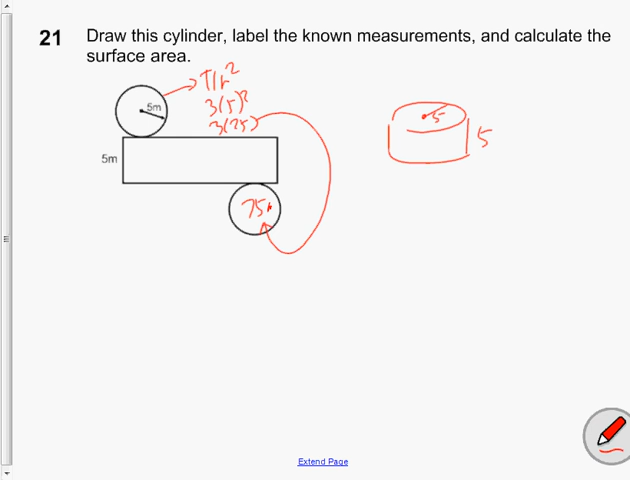 21 Draw this cylinder, label the known measurements, and calculate the
surface area.
πr²
5m
3(5)²
3(25)
5
5
5m
75
Extend Page